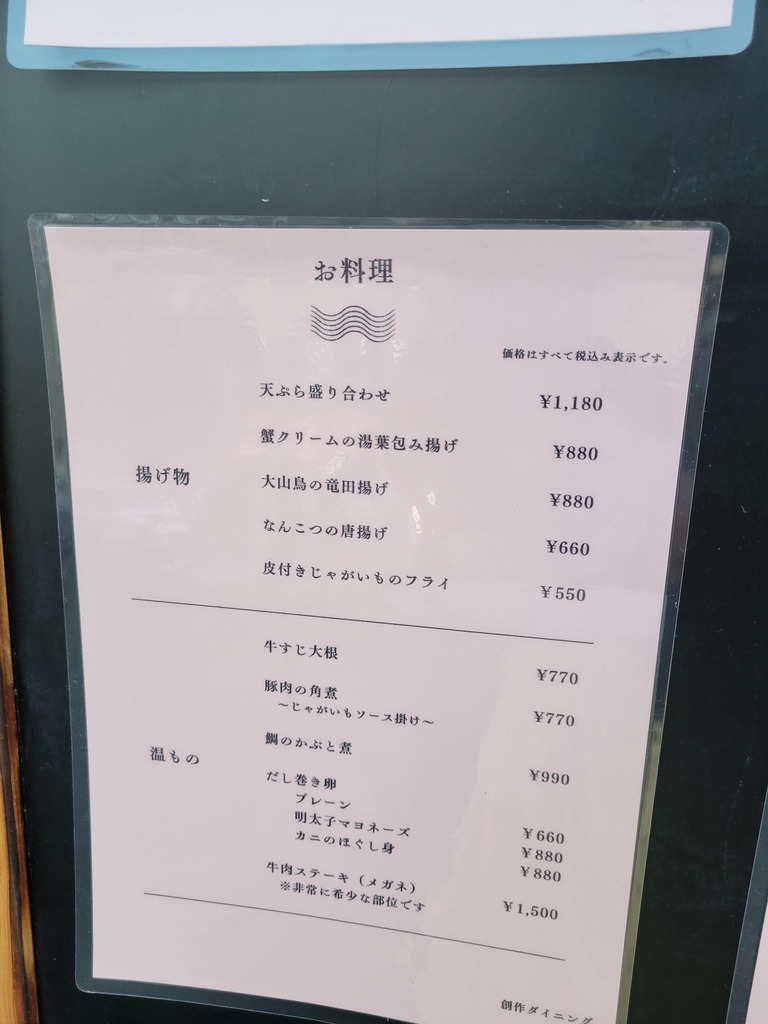 お料理
価格はすべて税込み表示です。
天ぷら盛り合わせ ¥1,180
蟹クリームの湯葉包み揚げ ¥880
揚げ物
大山鳥の竜田揚げ ¥880
なんこつの唐揚げ ¥660
皮付きじゃがいものフライ ¥550
牛すじ大根 ¥770
豚肉の角煮 ¥770
～じゃがいもソース掛け～
鯛のかぶと煮 ¥990
温もの
だし巻き卵
プレーン ¥660
明太子マヨネーズ ¥880
カニのほぐし身 ¥880
牛肉ステーキ（メガネ） ¥1,500
※非常に希少な部位です
創作ダイニング